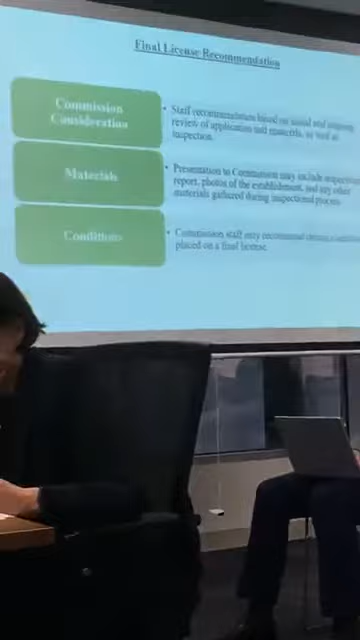 Final License Recommendation
Commission
Consideration
• Staff recommendation based on initial and ongoing
review of application and materials, as well as
inspection.
Materials
• Presentation to Commission may include inspection
report, photos of the establishment, and any other
materials gathered during inspectional process.
Conditions
• Commission staff may recommend certain
placed on a final license.